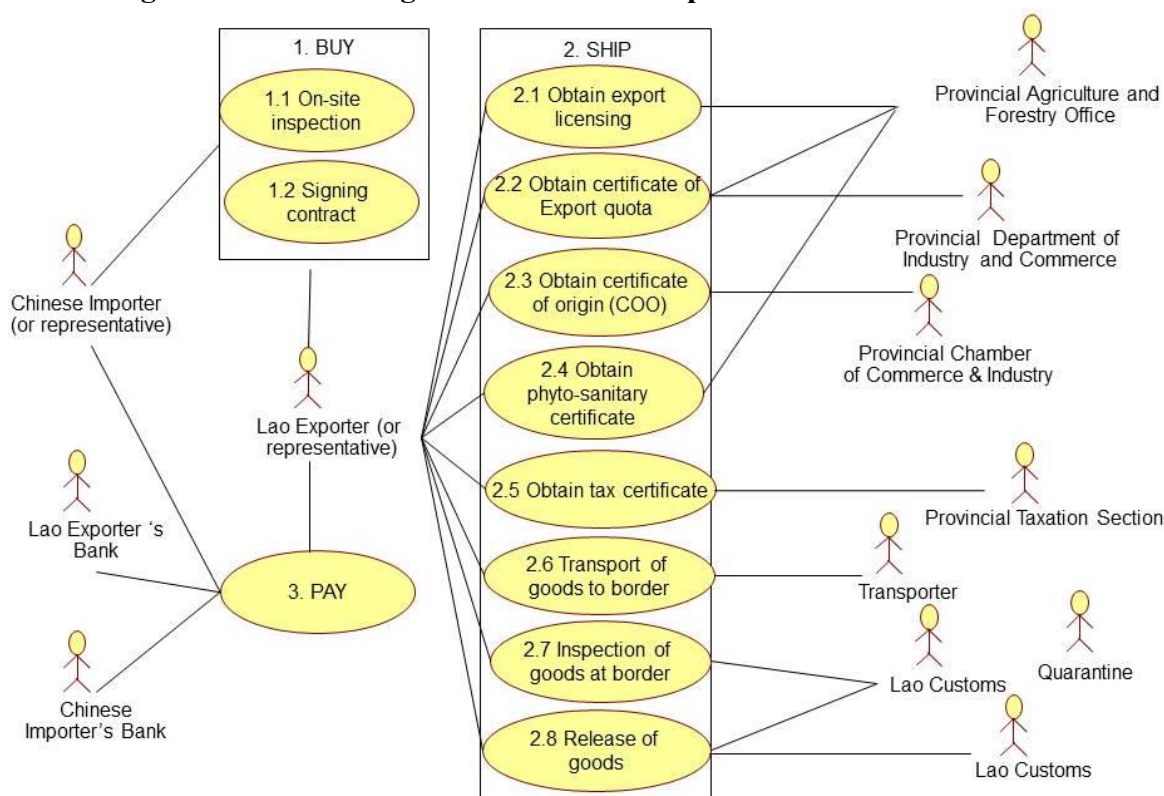 1. BUY
1.1 On-site
inspection
1.2 Signing
contract
2. SHIP
2.1 Obtain export
licensing
2.2 Obtain certificate of
Export quota
2.3 Obtain certificate
of origin (COO)
2.4 Obtain
phyto-sanitary
certificate
2.5 Obtain tax certificate
2.6 Transport of
goods to border
2.7 Inspection of
goods at border
2.8 Release of
goods
3. PAY
Chinese Importer
(or representative)
Lao Exporter (or
representative)
Lao Exporter ‘s
Bank
Chinese
Importer’s Bank
Provincial Agriculture and
Forestry Office
Provincial Department of
Industry and Commerce
Provincial Chamber
of Commerce & Industry
Provincial Taxation Section
Transporter
Lao Customs
Quarantine
Lao Customs